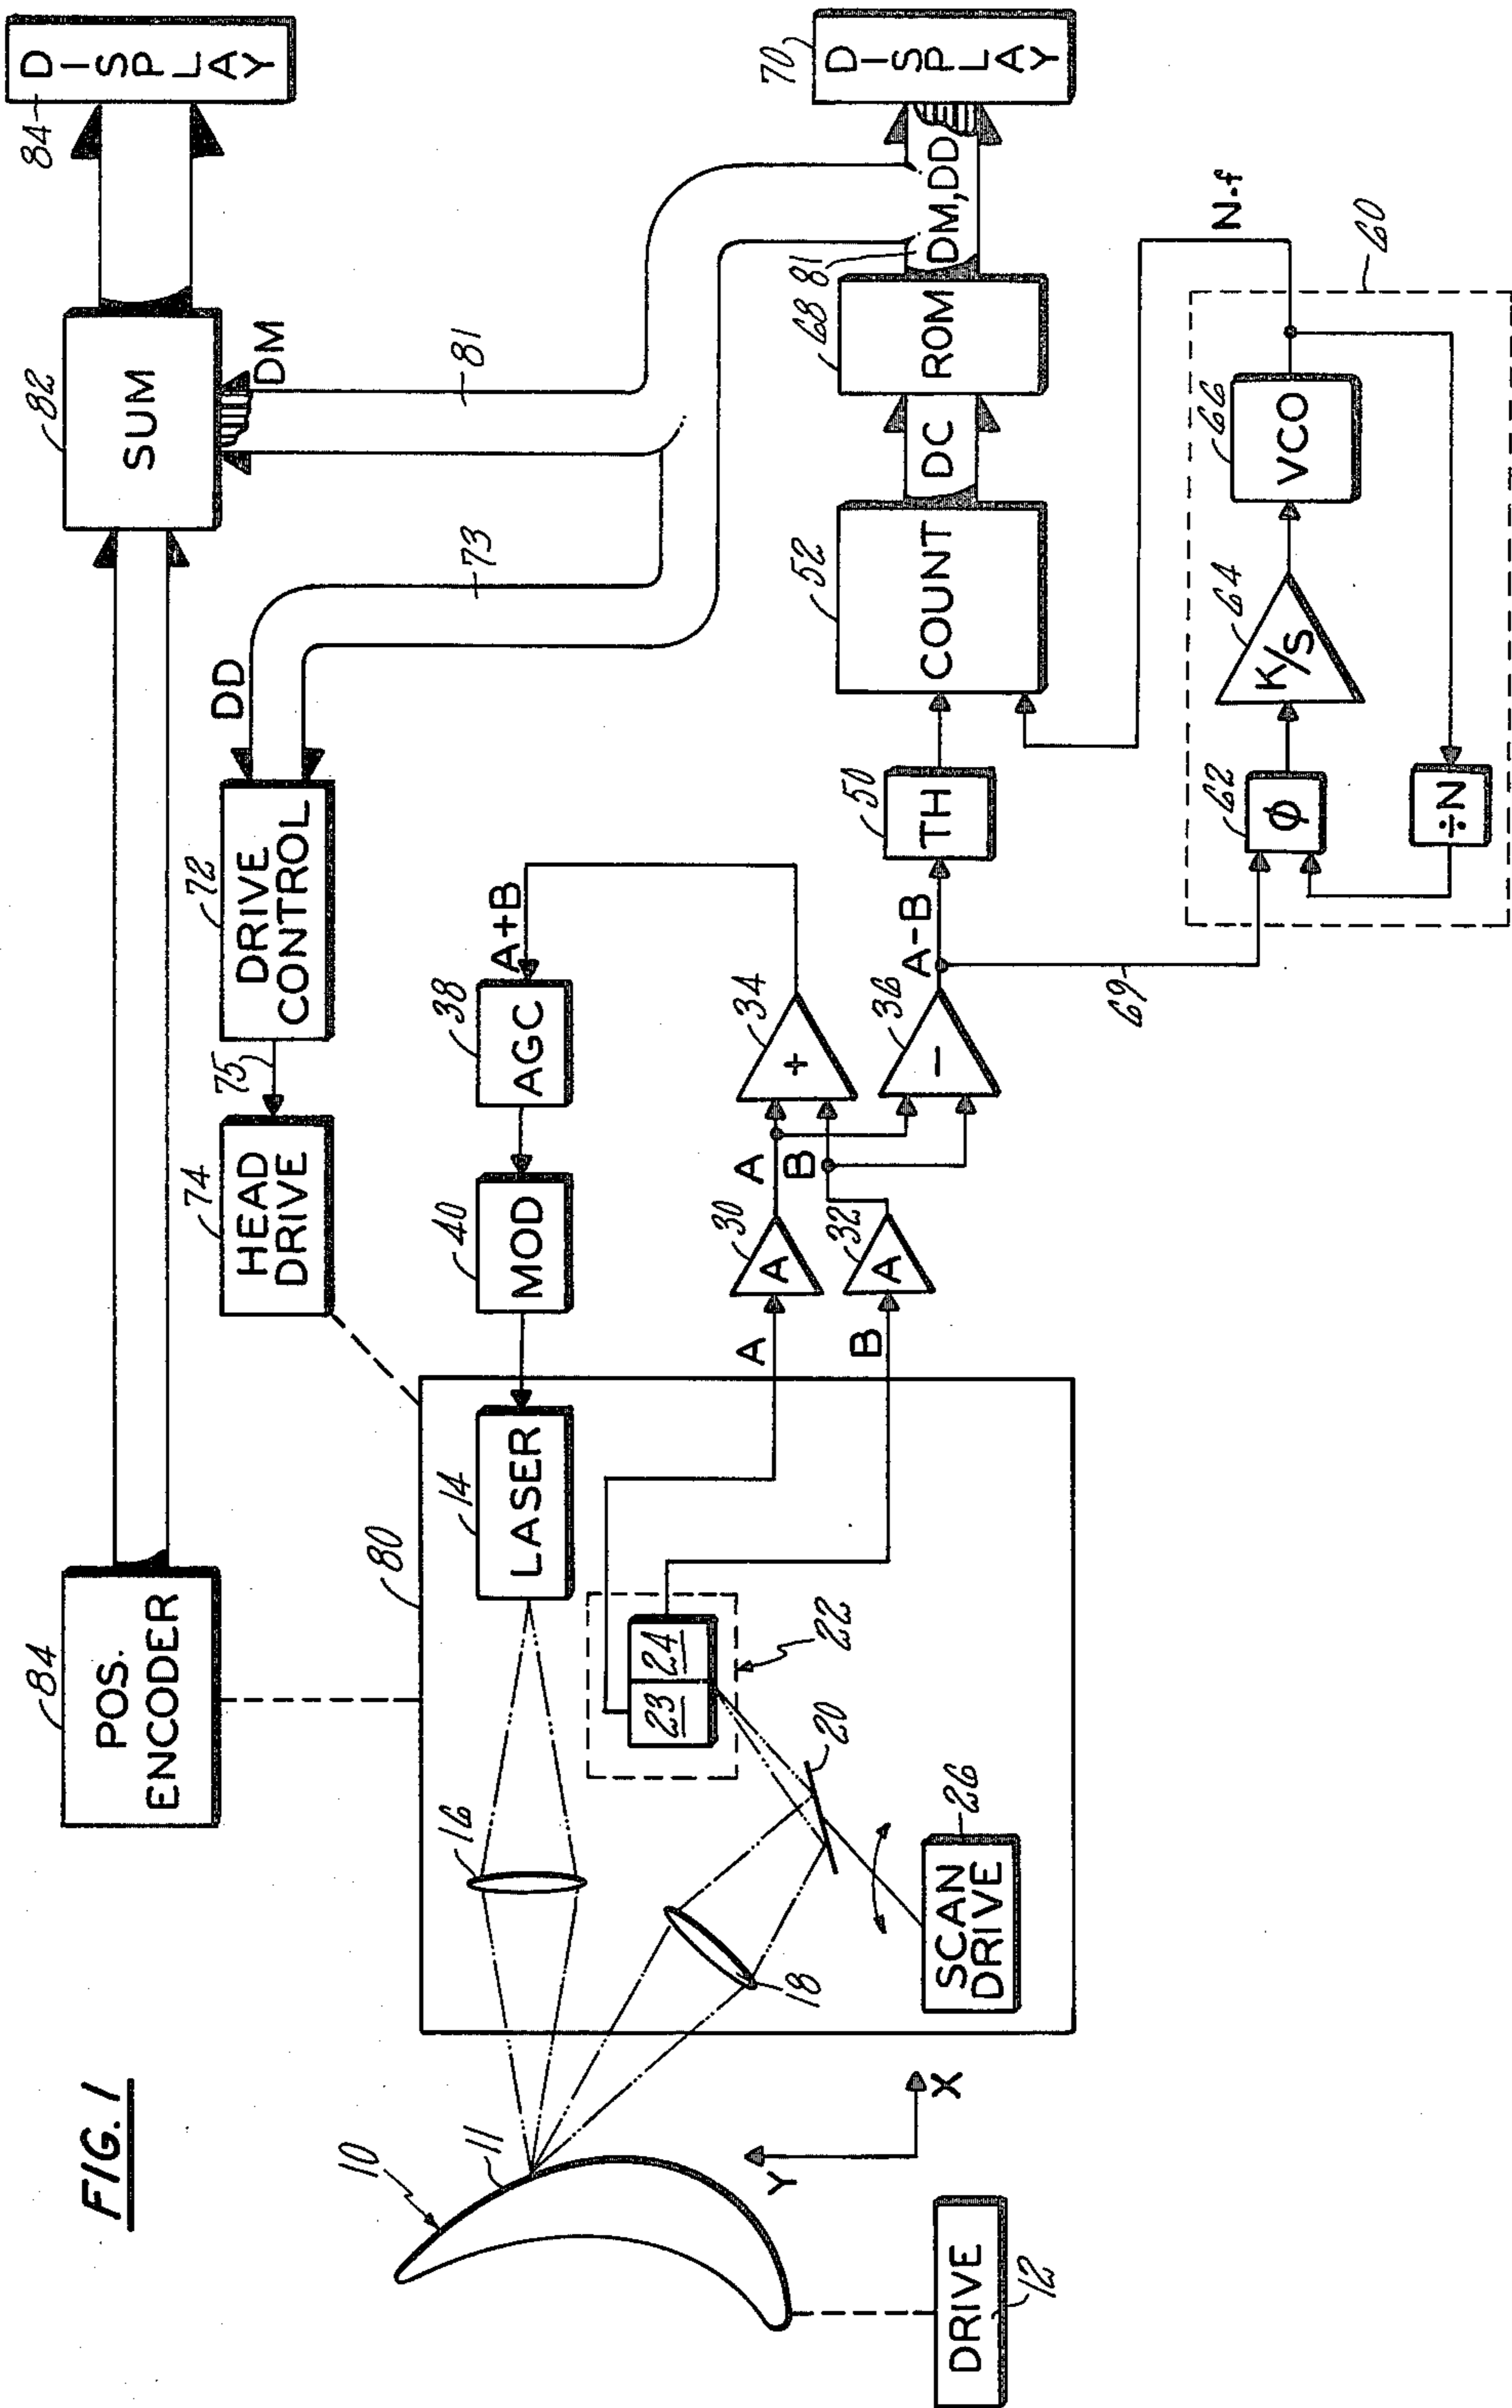 FIG. 1
84
POS.
ENCODER
82
SUM
84
DISPLAY
DM
81
73
DD
72
DRIVE
CONTROL
75
74
HEAD
DRIVE
80
14
LASER
40
MOD
38
AGC
A+B
16
10
11
23
24
22
20
18
SCAN
DRIVE
26
Y
X
DRIVE
12
A
B
30
A
32
A
A
B
34
+
36
−
A-B
69
50
TH
52
COUNT
DC
68
ROM
81
DM, DD
70
DISPLAY
N·f
60
62
Φ
64
K/S
66
VCO
÷N